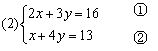 (2) { 2x + 3y = 16 ①
x + 4y = 13 ②